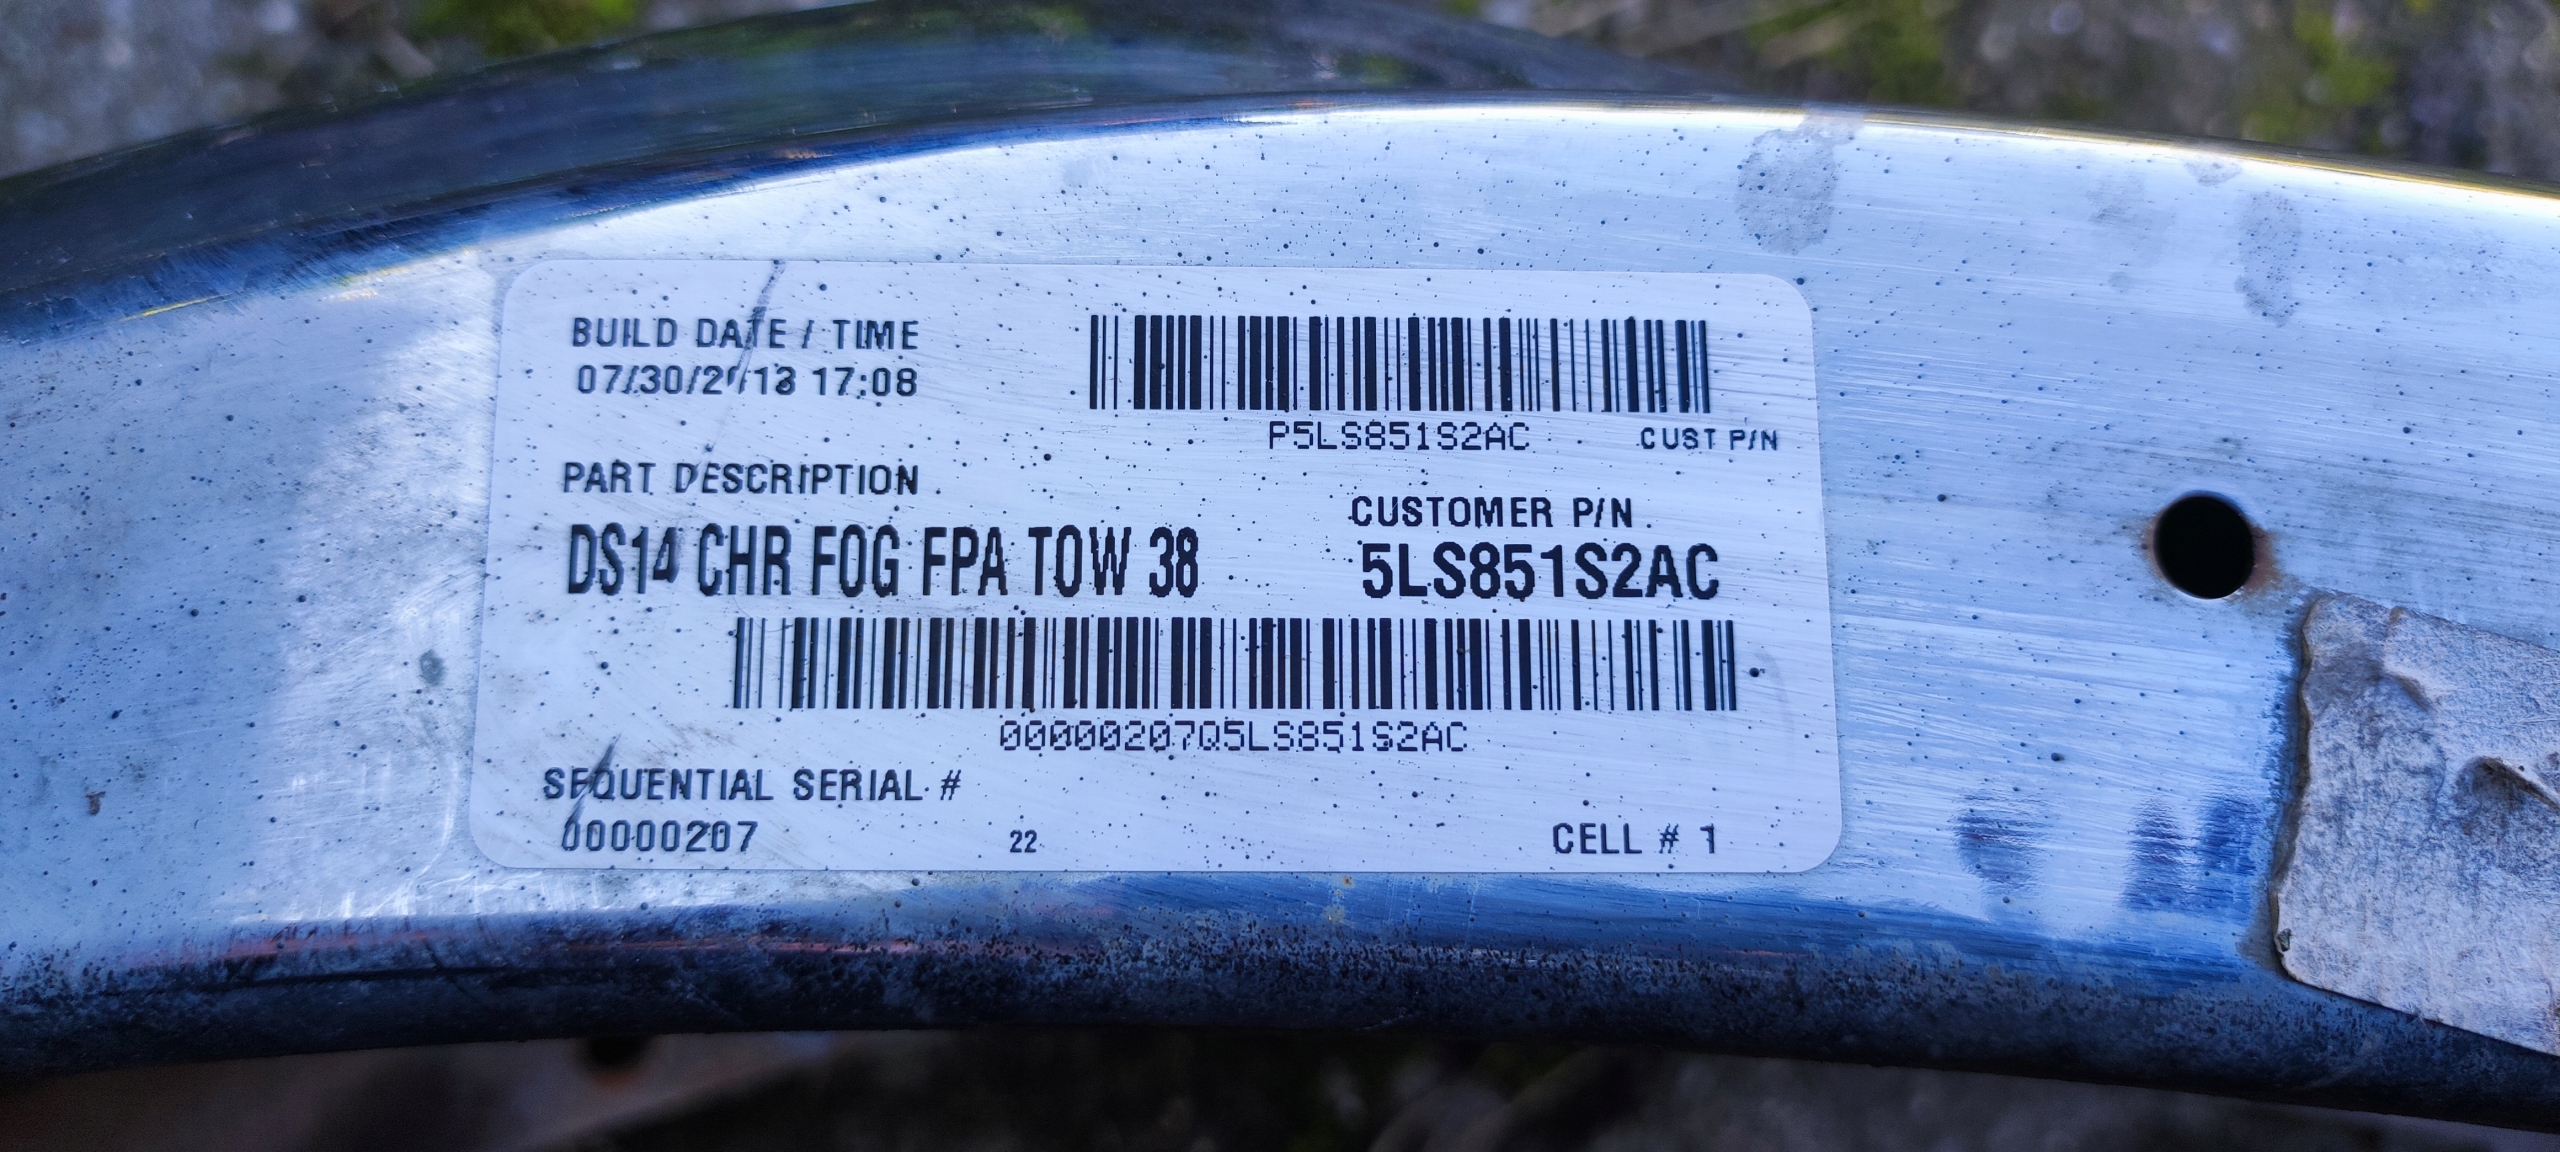 BUILD DATE / TIME
07/30/2013 17:08
P5LS851S2AC CUST P/N
PART DESCRIPTION
CUSTOMER P/N
DS14 CHR FOG FPA TOW 38
5LS851S2AC
00000207Q5LS851S2AC
SEQUENTIAL SERIAL #
00000207
22
CELL # 1